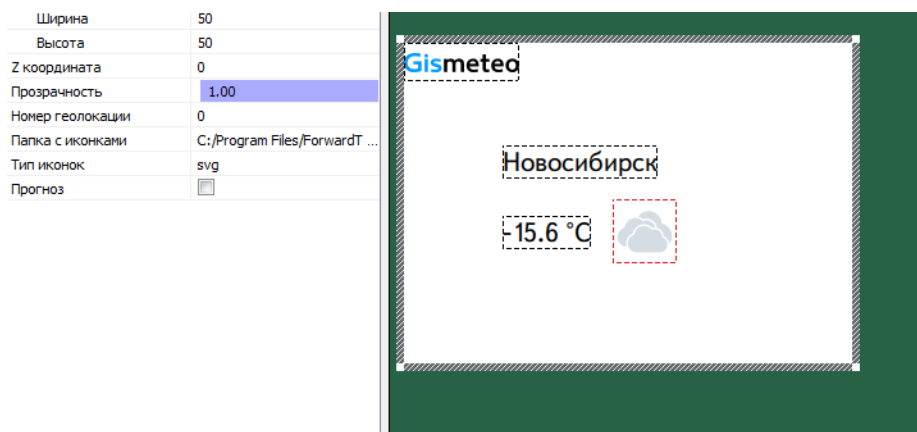 Ширина 50
Высота 50
Z координата 0
Прозрачность 1.00
Номер геолокации 0
Папка с иконками C:/Program Files/ForwardT ...
Тип иконок svg
Прогноз
Gismeteo
Новосибирск
-15.6 °C